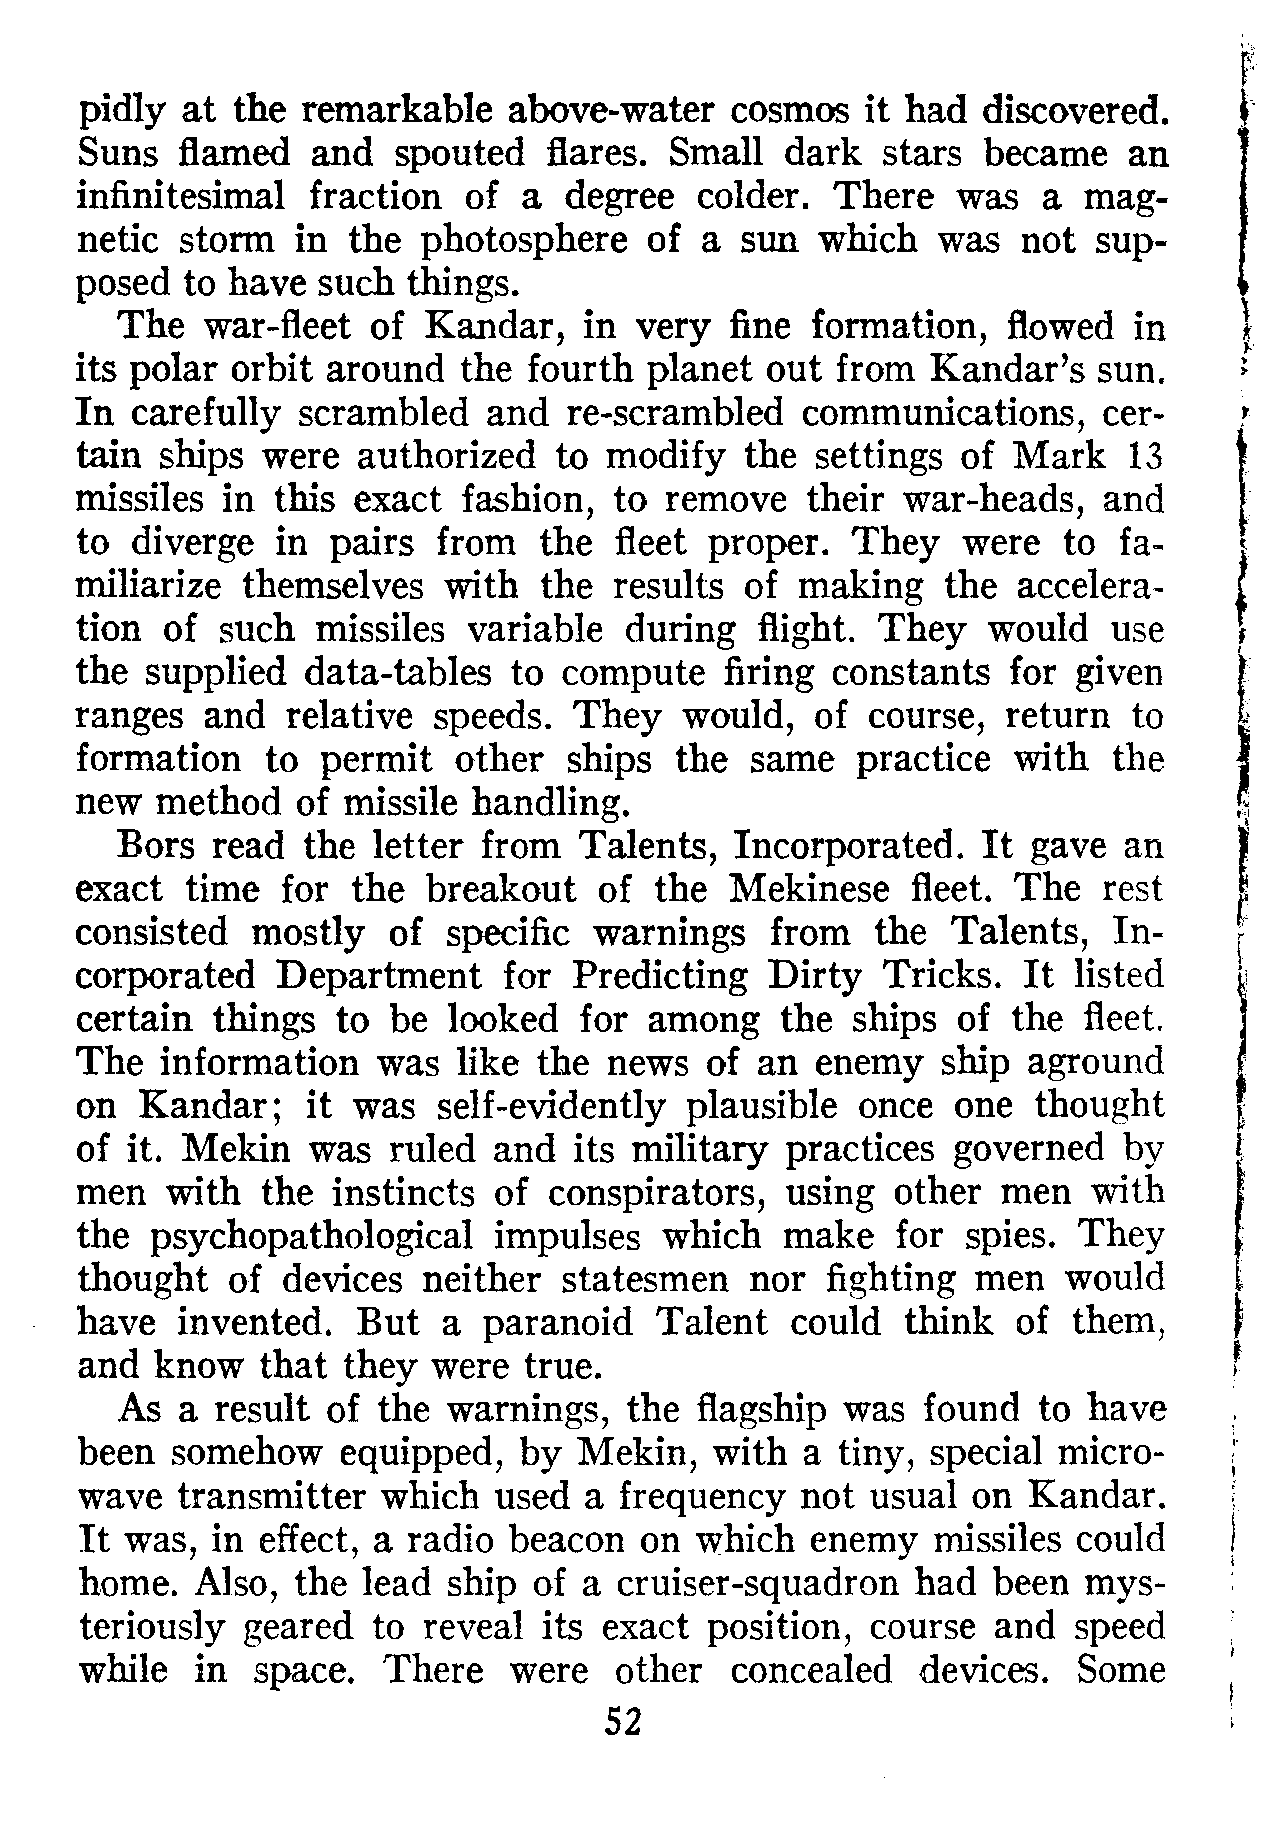 pidly at the remarkable above-water cosmos it had discovered.
Suns flamed and spouted flares. Small dark stars became an
infinitesimal fraction of a degree colder. There was a mag-
netic storm in the photosphere of a sun which was not sup-
posed to have such things.
The war-fleet of Kandar, in very fine formation, flowed in
its polar orbit around the fourth planet out from Kandar's sun.
In carefully scrambled and re-scrambled communications, cer-
tain ships were authorized to modify the settings of Mark 13
missiles in this exact fashion, to remove their war-heads, and
to diverge in pairs from the fleet proper. They were to fa-
miliarize themselves with the results of making the accelera-
tion of such missiles variable during flight. They would use
the supplied data-tables to compute firing constants for given
ranges and relative speeds. They would, of course, return to
formation to permit other ships the same practice with the
new method of missile handling.
Bors read the letter from Talents, Incorporated. It gave an
exact time for the breakout of the Mekinese fleet. The rest
consisted mostly of specific warnings from the Talents, In-
corporated Department for Predicting Dirty Tricks. It listed
certain things to be looked for among the ships of the fleet.
The information was like the news of an enemy ship aground
on Kandar; it was self-evidently plausible once one thought
of it. Mekin was ruled and its military practices governed by
men with the instincts of conspirators, using other men with
the psychopathological impulses which make for spies. They
thought of devices neither statesmen nor fighting men would
have invented. But a paranoid Talent could think of them,
and know that they were true.
As a result of the warnings, the flagship was found to have
been somehow equipped, by Mekin, with a tiny, special micro-
wave transmitter which used a frequency not usual on Kandar.
It was, in effect, a radio beacon on which enemy missiles could
home. Also, the lead ship of a cruiser-squadron had been mys-
teriously geared to reveal its exact position, course and speed
while in space. There were other concealed devices. Some
52